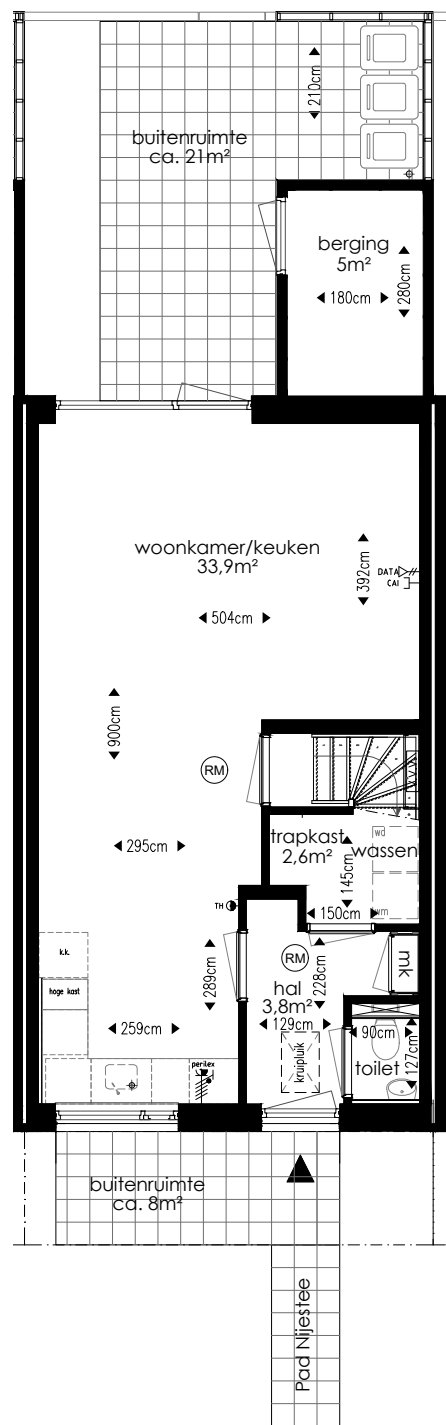 210cm
buitenruimte
ca. 21m²
berging
5m²
180cm
280cm
woonkamer/keuken
33,9m²
392cm
DATA
CAI
504cm
900cm
RM
trapkast
2,6m²
wd
wassen
145cm
wm
295cm
TH
150cm
k.k.
hoge kast
289cm
RM
228cm
mk
hal
3,8m²
129cm
259cm
kruipluik
90cm
127cm
toilet
perilex
buitenruimte
ca. 8m²
Pad Nijestee